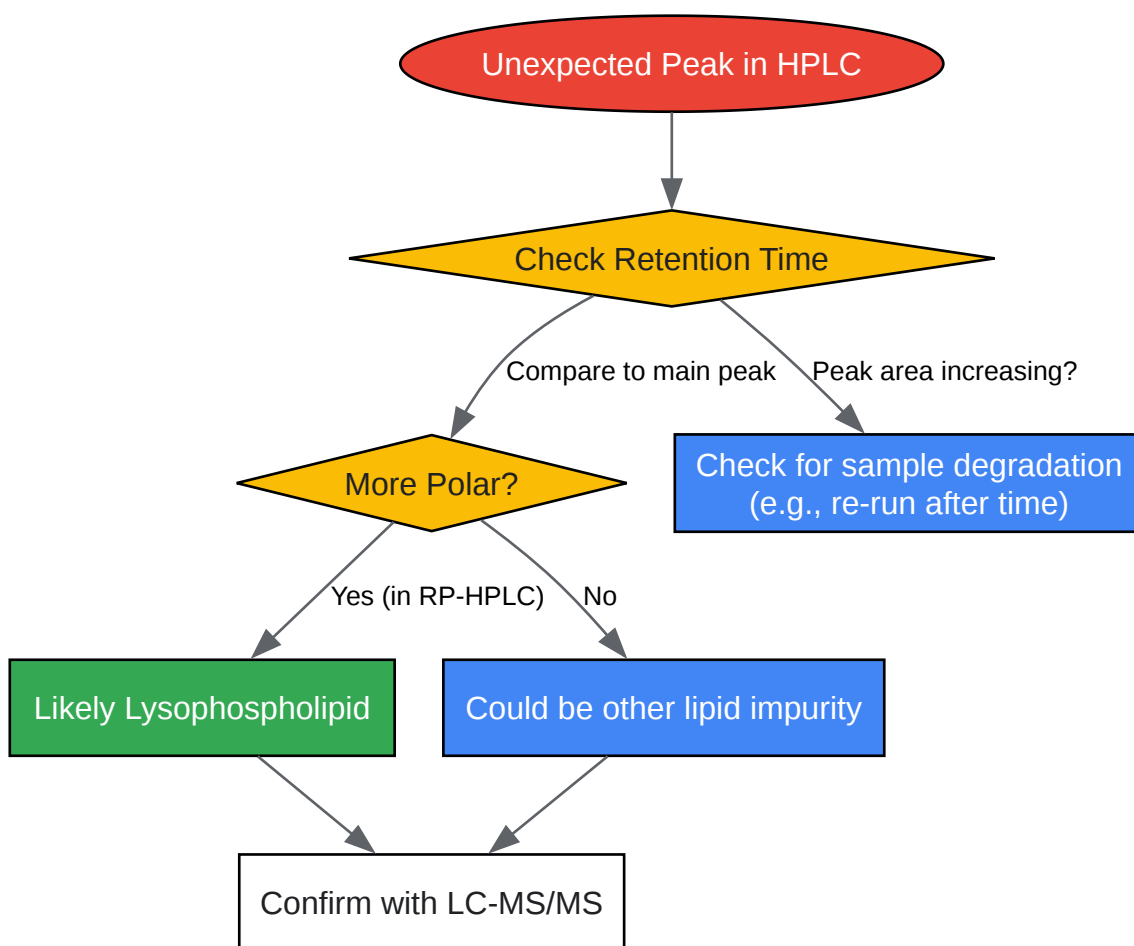 Unexpected Peak in HPLC
Check Retention Time
Compare to main peak
Peak area increasing?
More Polar?
Check for sample degradation
(e.g., re-run after time)
Yes (in RP-HPLC)
No
Likely Lysophospholipid
Could be other lipid impurity
Confirm with LC-MS/MS